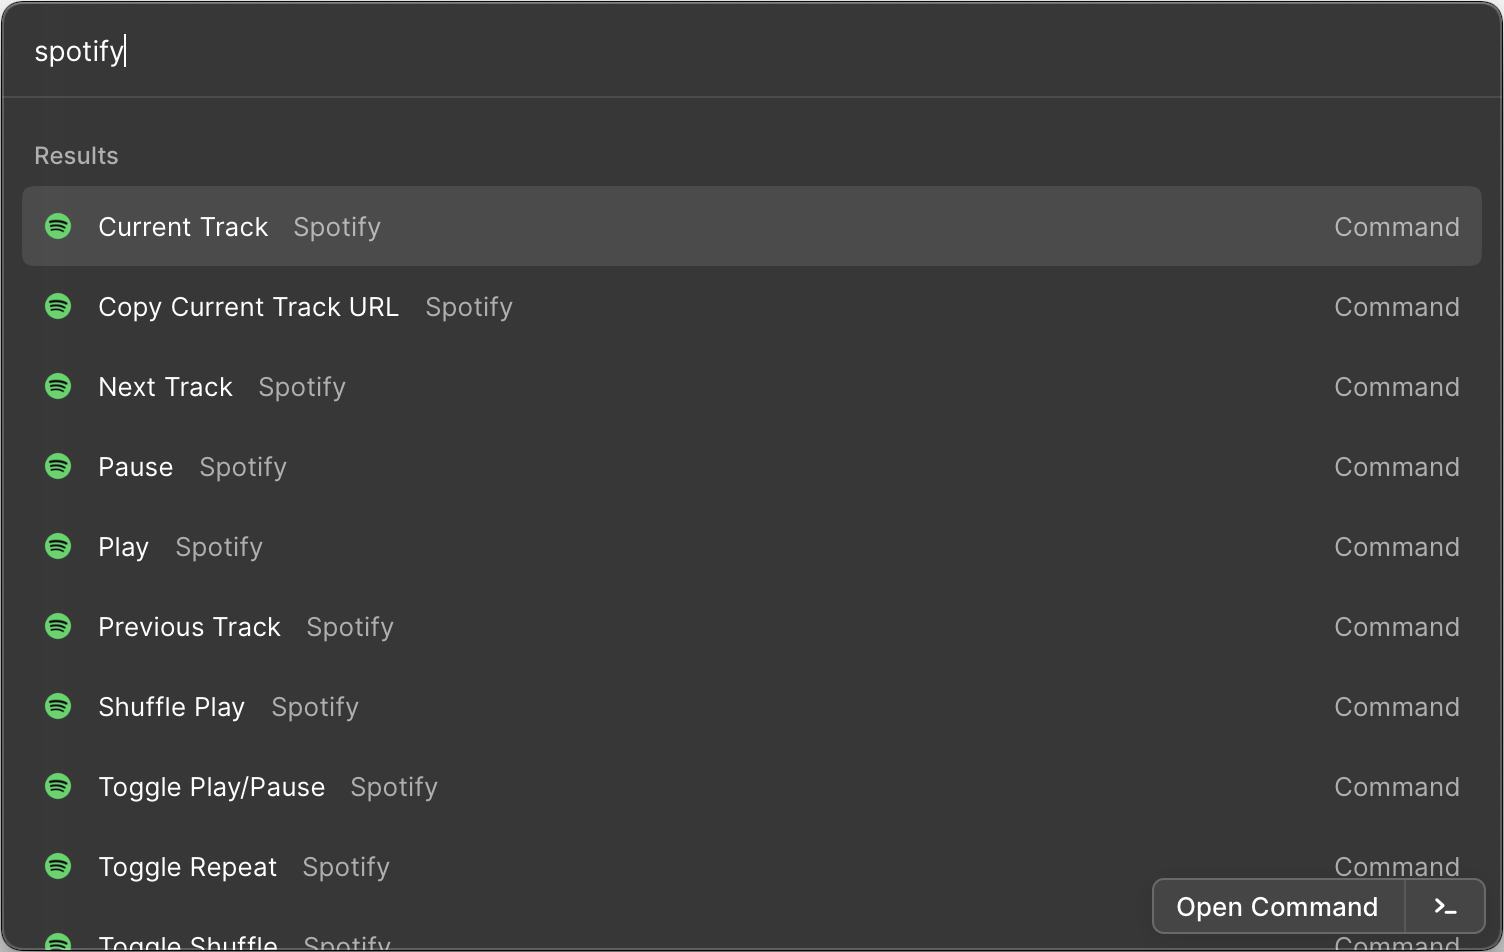 spotify
Results
Current Track Spotify Command
Copy Current Track URL Spotify Command
Next Track Spotify Command
Pause Spotify Command
Play Spotify Command
Previous Track Spotify Command
Shuffle Play Spotify Command
Toggle Play/Pause Spotify Command
Toggle Repeat Spotify Command
Open Command >_
Toggle Shuffle Spotify Command